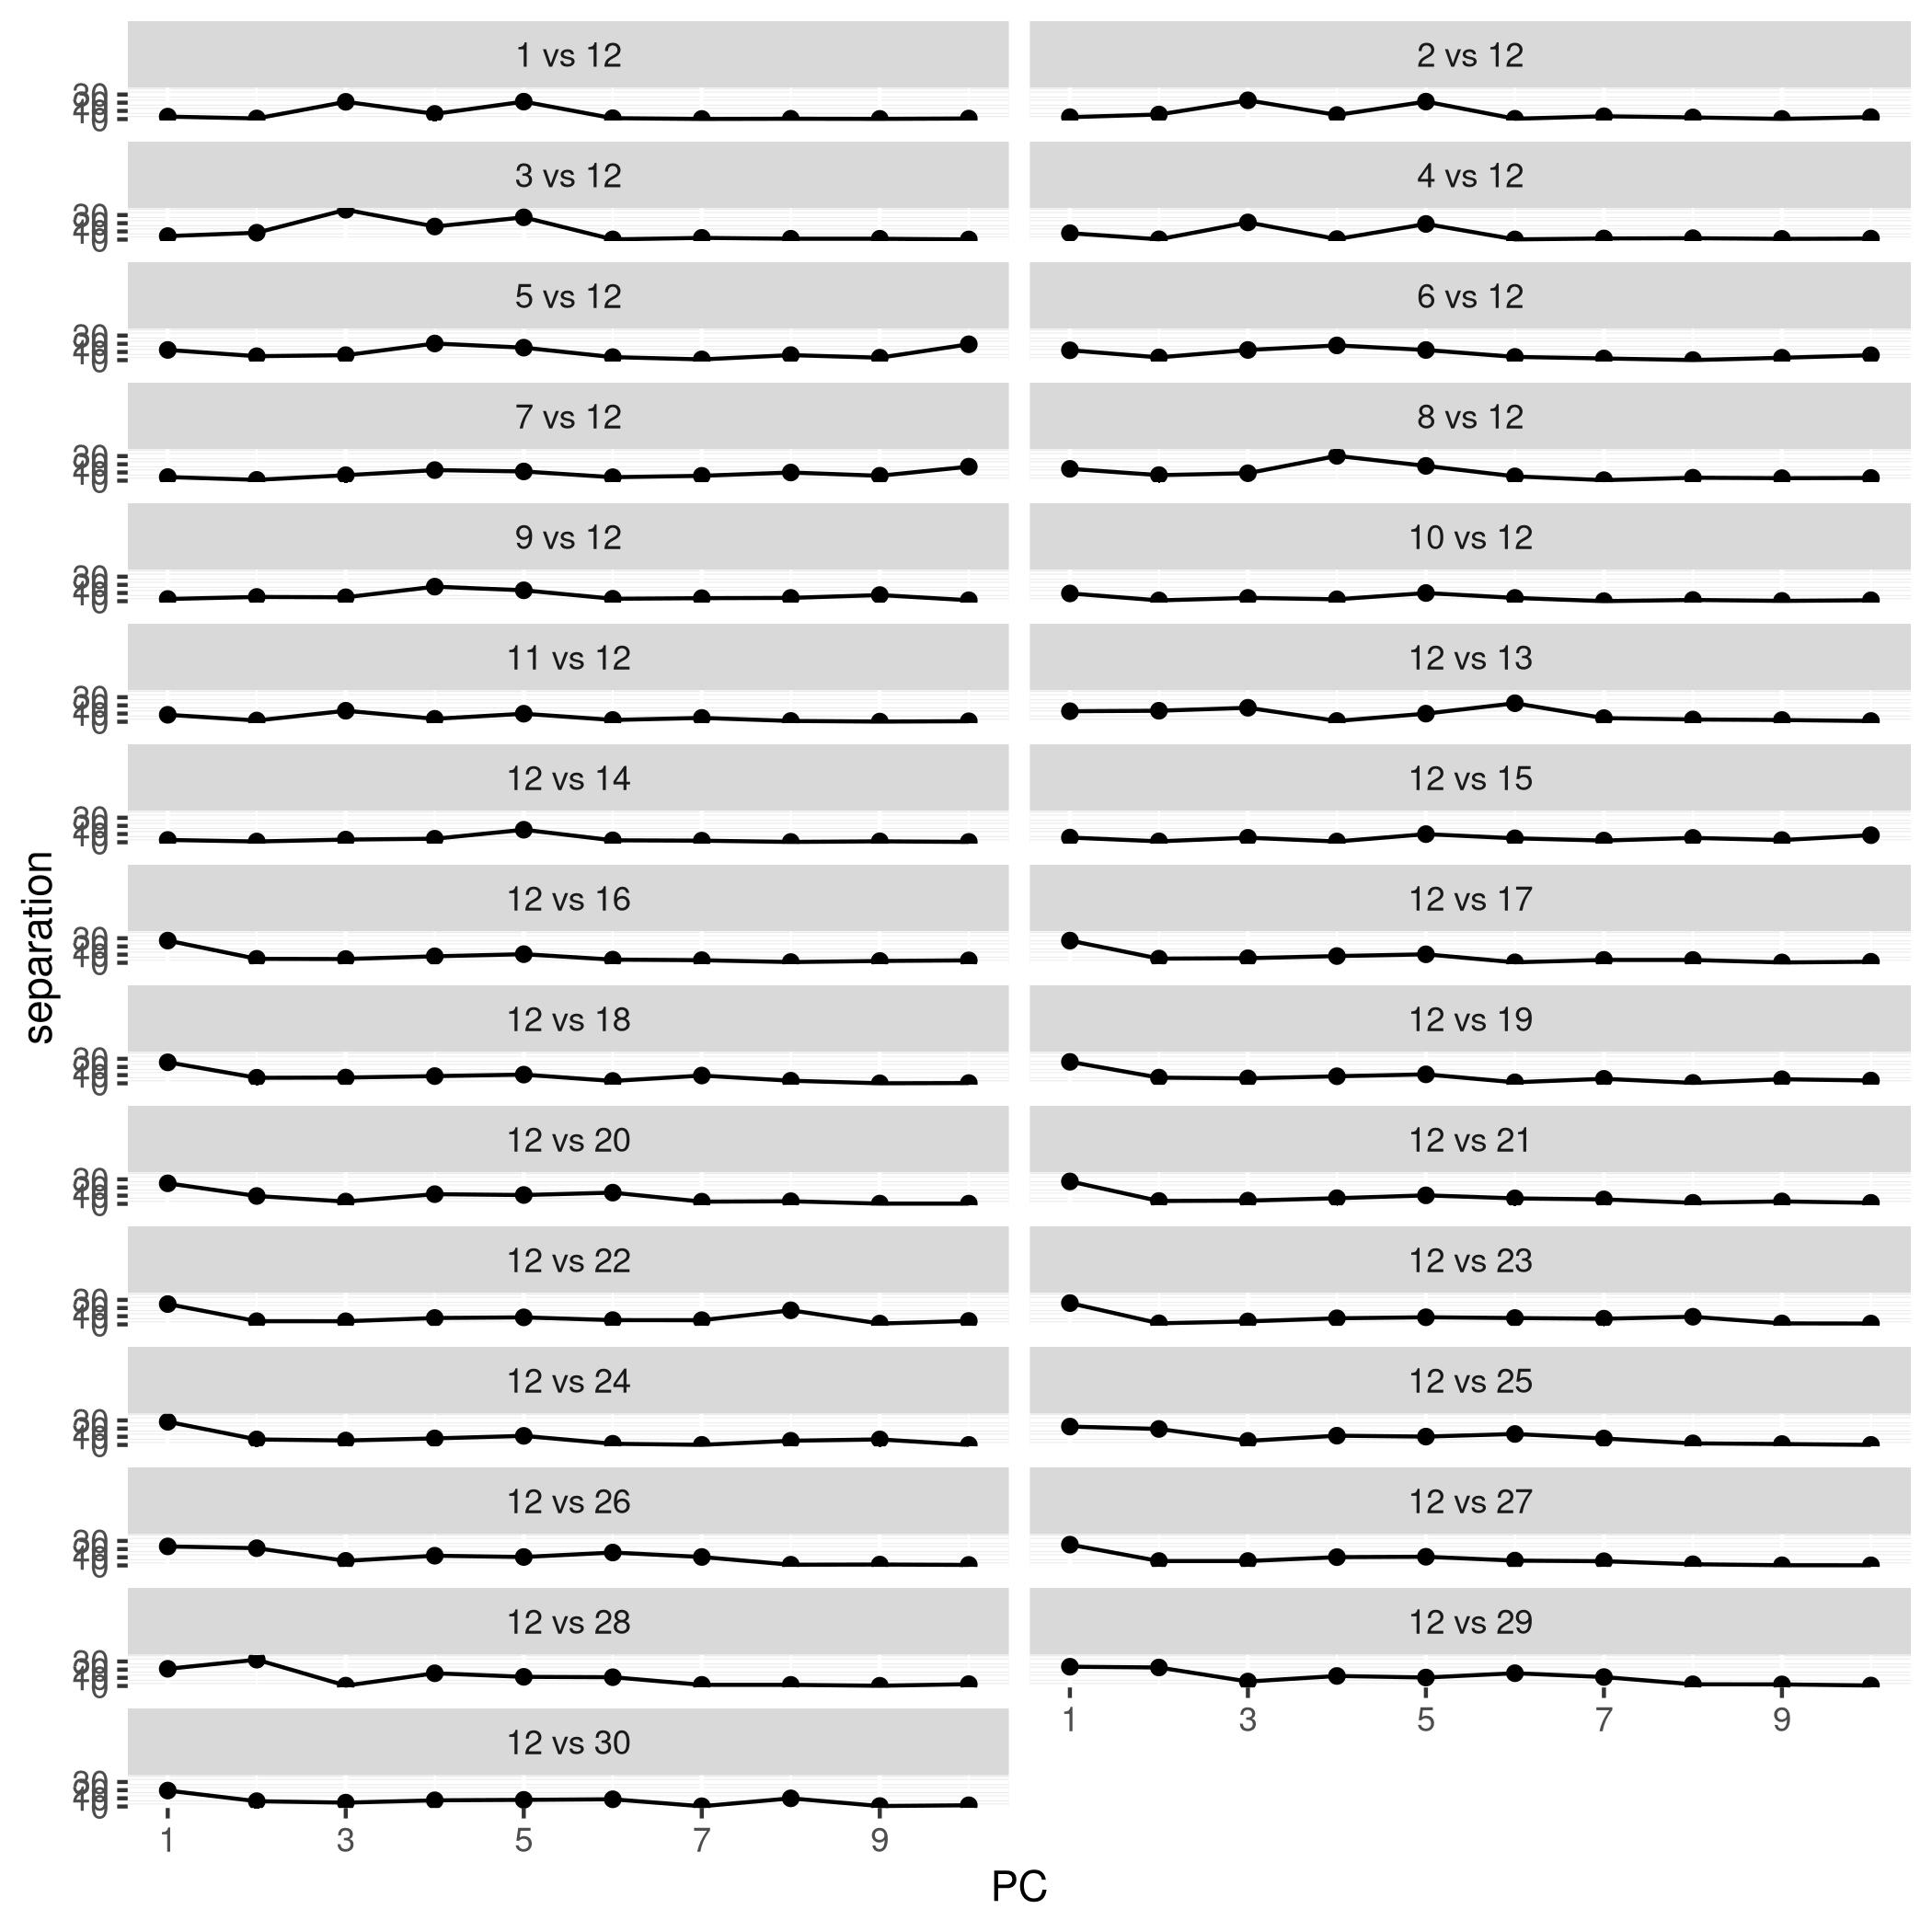 1 vs 12
2 vs 12
3 vs 12
4 vs 12
5 vs 12
6 vs 12
7 vs 12
8 vs 12
9 vs 12
10 vs 12
11 vs 12
12 vs 13
12 vs 14
12 vs 15
12 vs 16
12 vs 17
12 vs 18
12 vs 19
12 vs 20
12 vs 21
12 vs 22
12 vs 23
12 vs 24
12 vs 25
12 vs 26
12 vs 27
12 vs 28
12 vs 29
1 3 5 7 9
12 vs 30
1 3 5 7 9
separation
PC